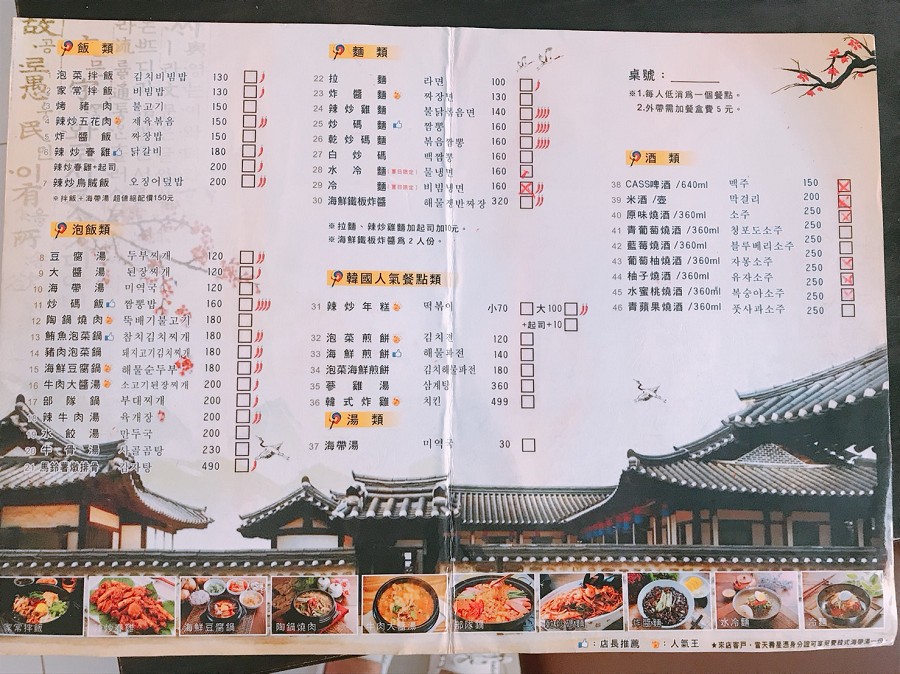 飯 類
1 泡 菜 拌 飯 김치비빔밥 130
2 家 常 拌 飯 비빔밥 130
3 烤 豬 肉 불고기 150
4 辣炒五花肉 제육볶음 150
5 炸 醬 飯 짜장밥 150
6 辣 炒 春 雞 닭갈비 180
辣炒春雞+起司 200
7 辣炒烏賊飯 오징어덮밥 200
※拌飯+海帶湯 超値組配價150元
泡飯類
8 豆 腐 湯 두부찌개 120
9 大 醬 湯 된장찌개 120
10 海 帶 湯 미역국 120
11 炒 碼 飯 짬뽕밥 160
12 陶 鍋 燒 肉 뚝배기불고기 180
13 鮪魚泡菜鍋 참치김치찌개 180
14 豬肉泡菜鍋 돼지고기김치찌개 180
15 海鮮豆腐鍋 해물순두부 180
16 牛肉大醬湯 소고기된장찌개 200
17 部 隊 鍋 부대찌개 200
18 辣 牛 肉 湯 육개장 200
19 水 餃 湯 만두국 200
20 牛 骨 湯 사골곰탕 230
21 馬鈴薯燉排骨 감자탕 490
麵 類
22 拉 麵 라면 100
23 炸 醬 麵 짜장면 130
24 辣 炒 雞 麵 불닭볶음면 140
25 炒 碼 麵 짬뽕 160
26 乾 炒 碼 麵 볶음짬뽕 160
27 白 炒 碼 백짬뽕 160
28 水 冷 麵 (夏日限定) 물냉면 160
29 冷 麵 (夏日限定) 비빔냉면 160
30 海鮮鐵板炸醬 해물쟁반짜장 320
※拉麵、辣炒雞麵加起司加10元。
※海鮮鐵板炸醬爲 2 人份。
韓國人氣餐點類
31 辣 炒 年 糕 떡볶이 小70 大100
+起司+10
32 泡 菜 煎 餅 김치전 120
33 海 鮮 煎 餅 해물파전 140
34 泡菜海鮮煎餅 김치해물파전 180
35 蔘 雞 湯 삼계탕 360
36 韓 式 炸 雞 치킨 499
湯 類
37 海帶湯 미역국 30
桌號:
※1.每人低消爲一個餐點。
2.外帶需加餐盒費 5 元。
酒 類
38 CASS啤酒 /640ml 맥주 150
39 米酒 /壺 막걸리 200
40 原味燒酒 /360ml 소주 250
41 青葡萄燒酒 /360ml 청포도소주 250
42 藍莓燒酒 /360ml 블루베리소주 250
43 葡萄柚燒酒 /360ml 자몽소주 250
44 柚子燒酒 /360ml 유자소주 250
45 水蜜桃燒酒 /360ml 복숭아소주 250
46 青蘋果燒酒 /360ml 풋사과소주 250
家常拌飯
炒春雞
海鮮豆腐鍋
陶鍋燒肉
牛肉大醬湯
部隊鍋
乾炒碼麵
炸醬麵
水冷麵
冷麵
:店長推薦 :人氣王